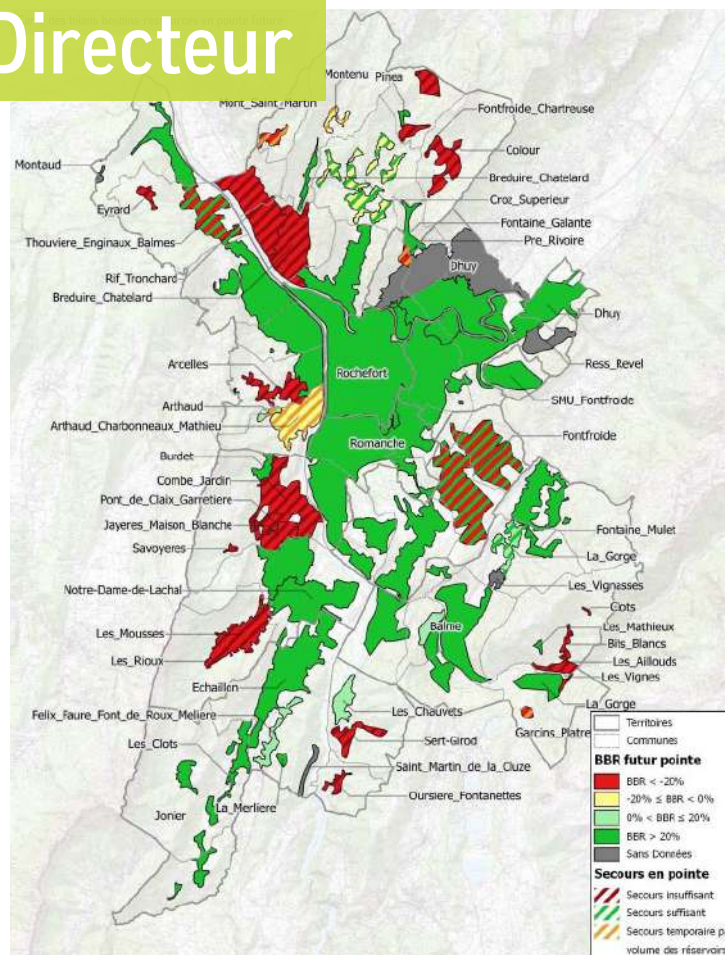 Directeur
Montenu
Pinea
Mont_Saint_Martin
Fontfroide_Chartreuse
Colour
Montaud
Breduire_Chatelard
Eyrard
Croz_Superieur
Fontaine_Galante
Thouviere_Enginaux_Balmes
Pre_Rivoire
Dhuy
Rif_Tronchard
Breduire_Chatelard
Dhuy
Arcelles
Ress_Revel
Rochefort
Arthaud
SMU_Fontfroide
Arthaud_Charbonneaux_Mathieu
Fontfroide
Romanche
Burdet
Combe_Jardin
Pont_de_Claix_Garretiere
Jayeres_Maison_Blanche
Fontaine_Mulet
Savoyeres
La_Gorge
Notre-Dame-de-Lachal
Les_Vignasses
Clots
Les_Mousses
Balme
Les_Mathieux
Bits_Blancs
Les_Rioux
Les_Aillouds
Les_Vignes
Echaillon
La_Gorge
Felix_Faure_Font_de_Roux_Meliere
Les_Chauvets
Garcins_Platre
Les_Clots
Sert-Girod
Saint_Martin_de_la_Cluze
Oursiere_Fontanettes
La_Merliere
Jonier
Territoires
Communes
BBR futur pointe
BBR < -20%
-20% ≤ BBR < 0%
0% < BBR ≤ 20%
BBR > 20%
Sans Données
Secours en pointe
Secours insuffisant
Secours suffisant
Secours temporaire
volume des réservoirs